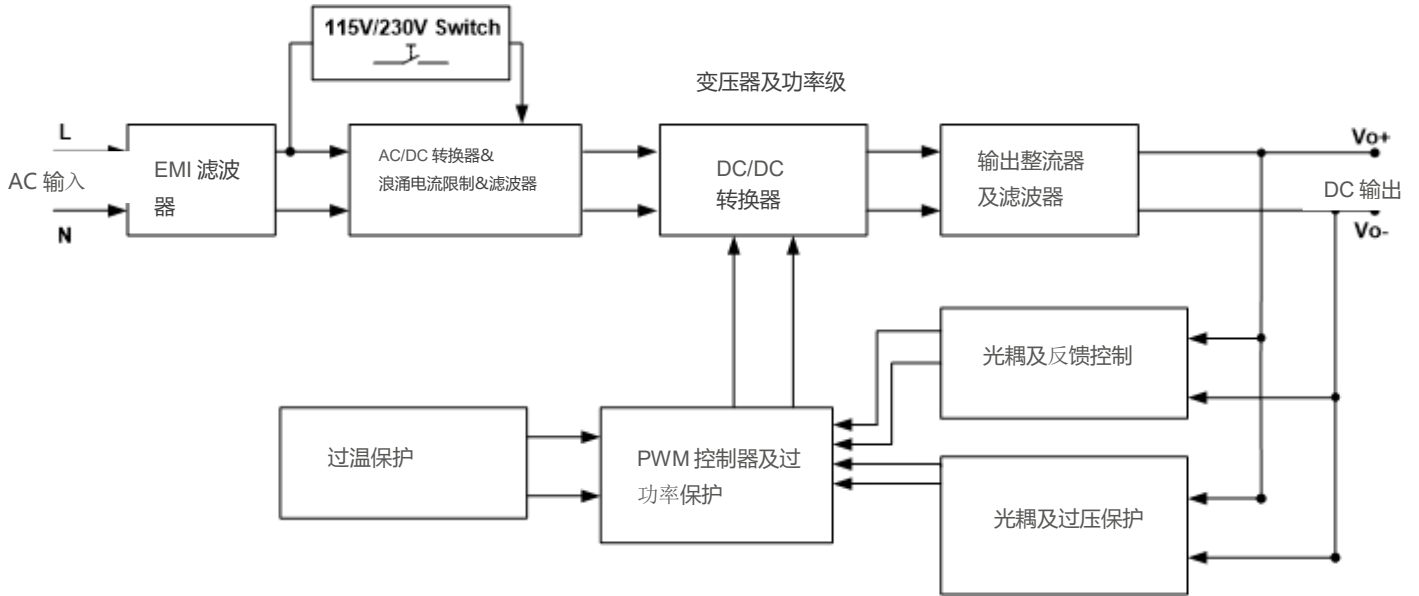 115V/230V Switch
变压器及功率级
L
AC 输入
N
EMI 滤波
器
AC/DC 转换器&
浪涌电流限制&滤波器
DC/DC
转换器
输出整流器
及滤波器
Vo+
DC 输出
Vo-
光耦及反馈控制
过温保护
PWM 控制器及过
功率保护
光耦及过压保护